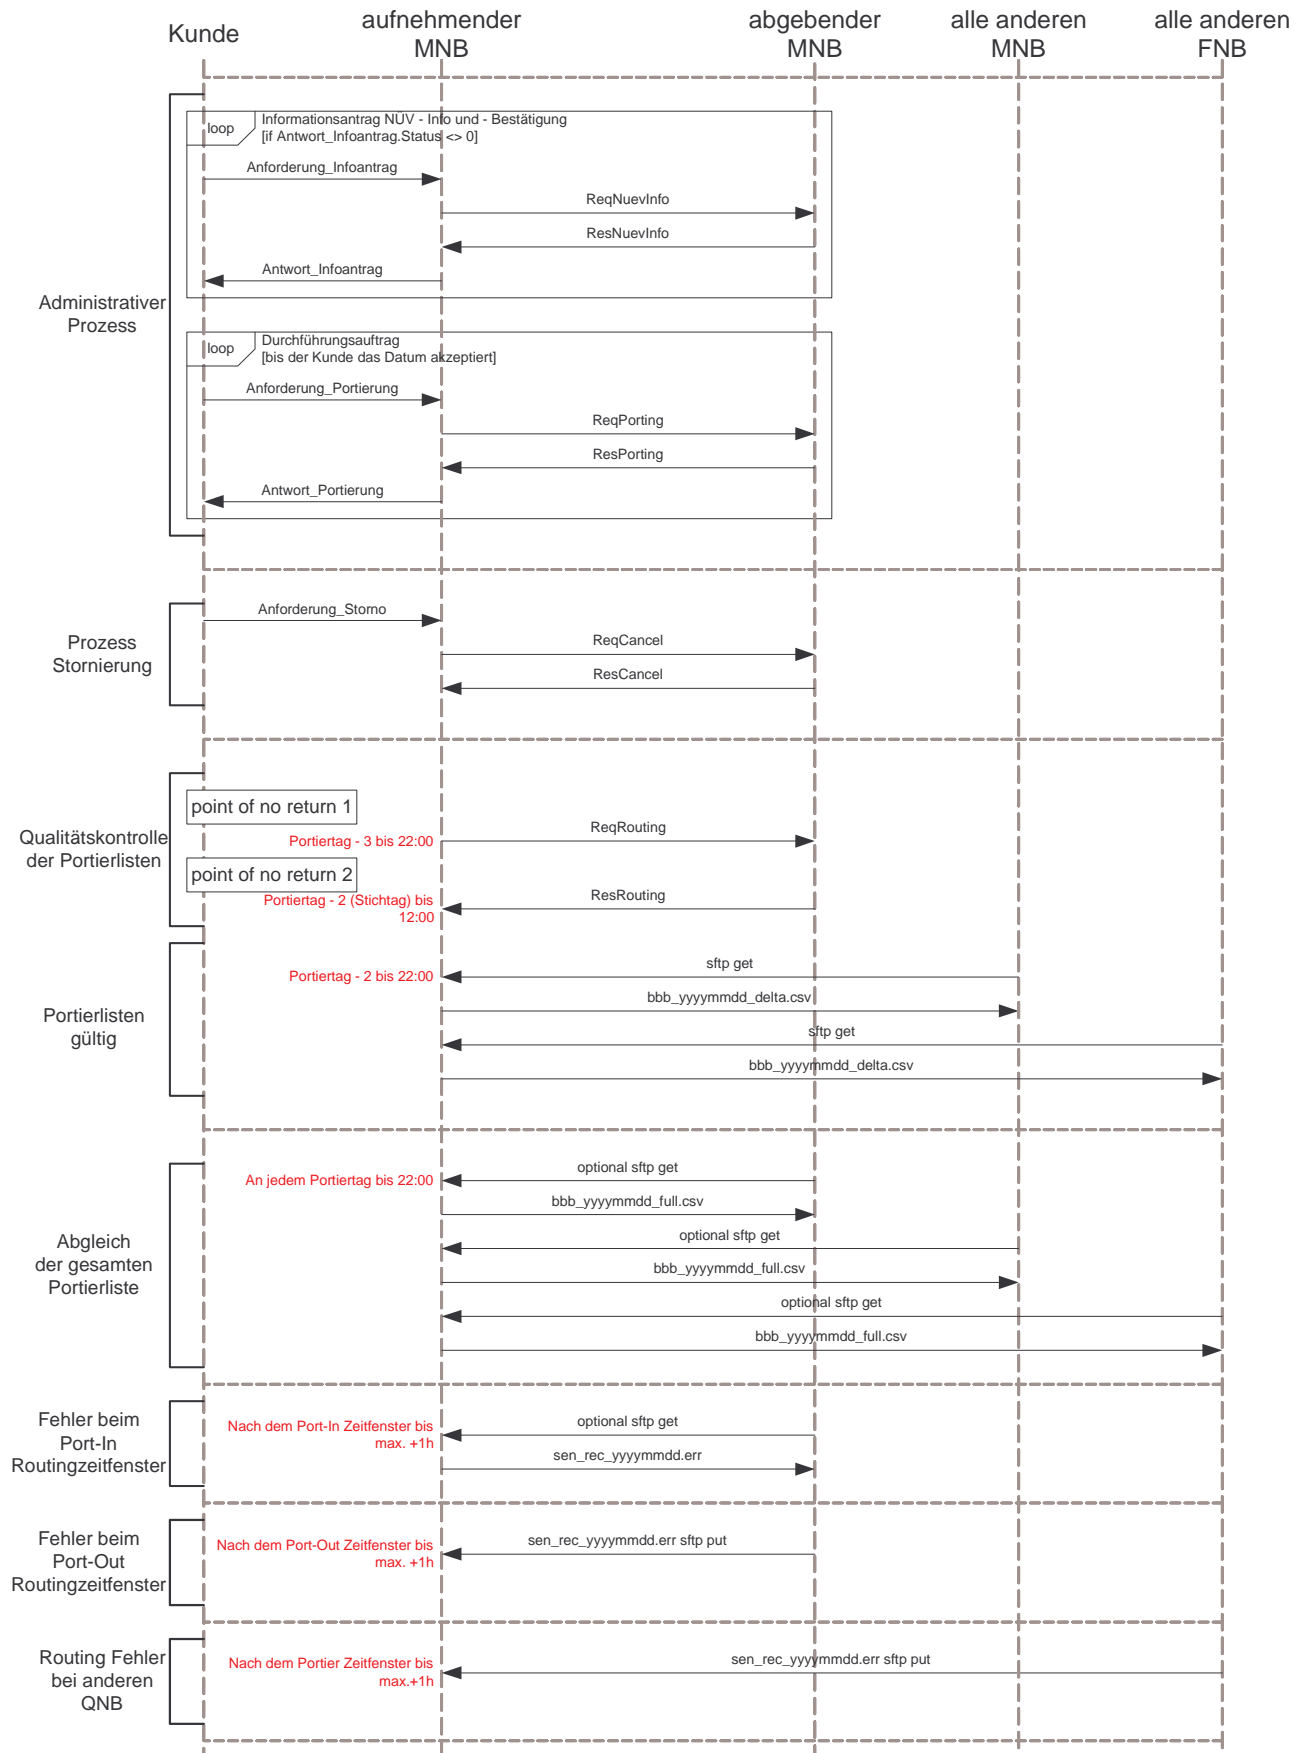 Kunde
aufnehmender
MNB
abgebender
MNB
alle anderen
MNB
alle anderen
FNB
Administrativer
Prozess
loop
Informationsantrag NÜV - Info und - Bestätigung
[if Antwort_Infoantrag.Status <> 0]
Anforderung_Infoantrag
ReqNuevInfo
ResNuevInfo
Antwort_Infoantrag
loop
Durchführungsauftrag
[bis der Kunde das Datum akzeptiert]
Anforderung_Portierung
ReqPorting
ResPorting
Antwort_Portierung
Prozess
Stornierung
Anforderung_Storno
ReqCancel
ResCancel
Qualitätskontrolle
der Portierlisten
point of no return 1
Portiertag - 3 bis 22:00
ReqRouting
point of no return 2
Portiertag - 2 (Stichtag) bis
12:00
ResRouting
Portierlisten
gültig
Portiertag - 2 bis 22:00
sftp get
bbb_yyyymmdd_delta.csv
sftp get
bbb_yyyymmdd_delta.csv
Abgleich
der gesamten
Portierliste
An jedem Portiertag bis 22:00
optional sftp get
bbb_yyyymmdd_full.csv
optional sftp get
bbb_yyyymmdd_full.csv
optional sftp get
bbb_yyyymmdd_full.csv
Fehler beim
Port-In
Routingzeitfenster
Nach dem Port-In Zeitfenster bis
max. +1h
optional sftp get
sen_rec_yyyymmdd.err
Fehler beim
Port-Out
Routingzeitfenster
Nach dem Port-Out Zeitfenster bis
max. +1h
sen_rec_yyyymmdd.err sftp put
Routing Fehler
bei anderen
QNB
Nach dem Portier Zeitfenster bis
max.+1h
sen_rec_yyyymmdd.err sftp put